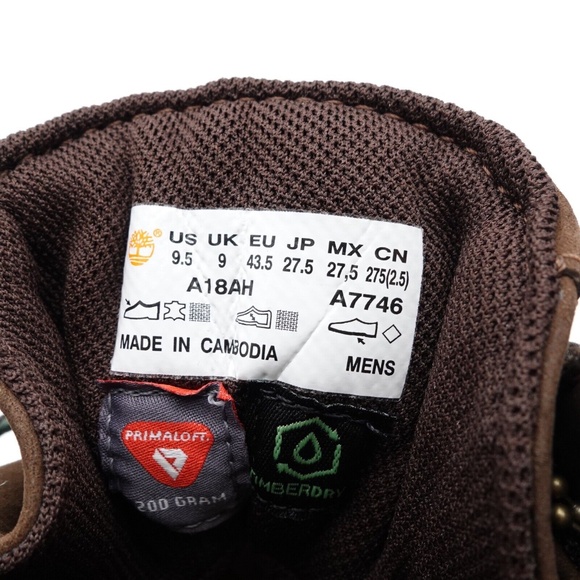 US UK EU JP MX CN
9.5 9 43.5 27.5 27,5 275(2.5)
A18AH A7746
MADE IN CAMBODIA MENS
PRIMALOFT.
200 GRAM
TIMBERDRY